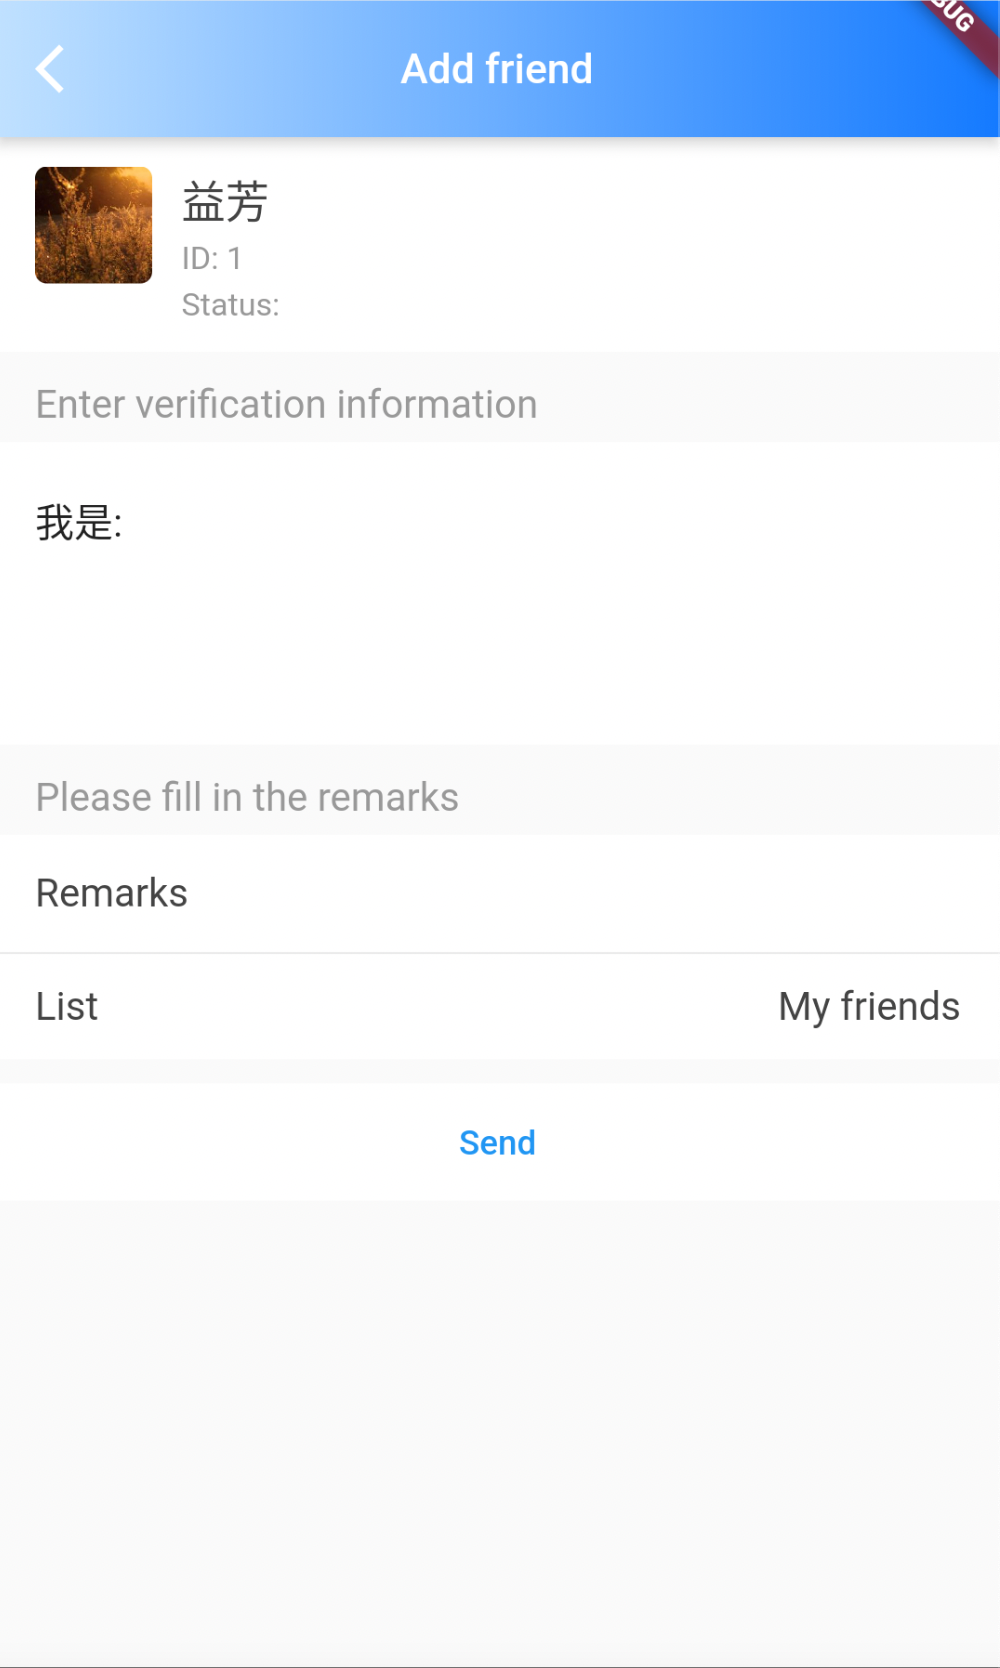 Add friend
益芳
ID: 1
Status:
Enter verification information
我是:
Please fill in the remarks
Remarks
List My friends
Send